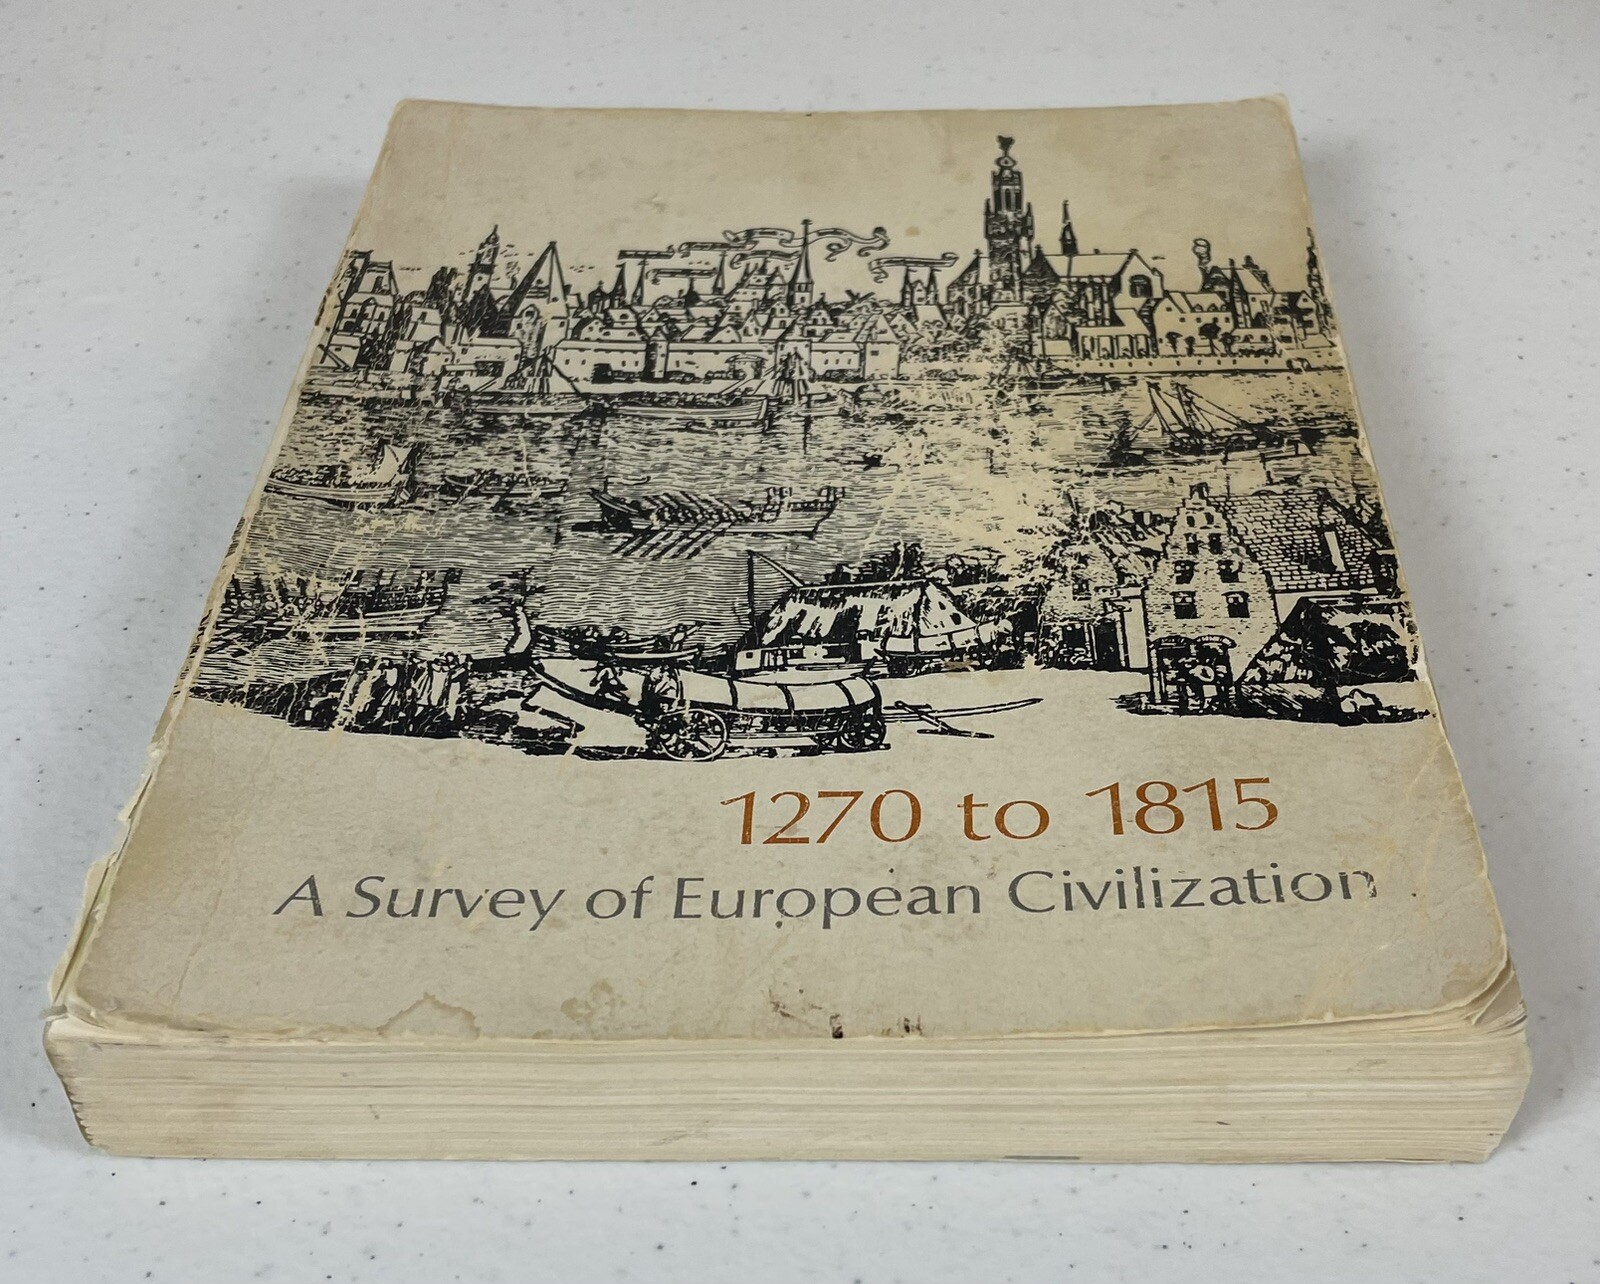 1270 to 1815
A Survey of European Civilization